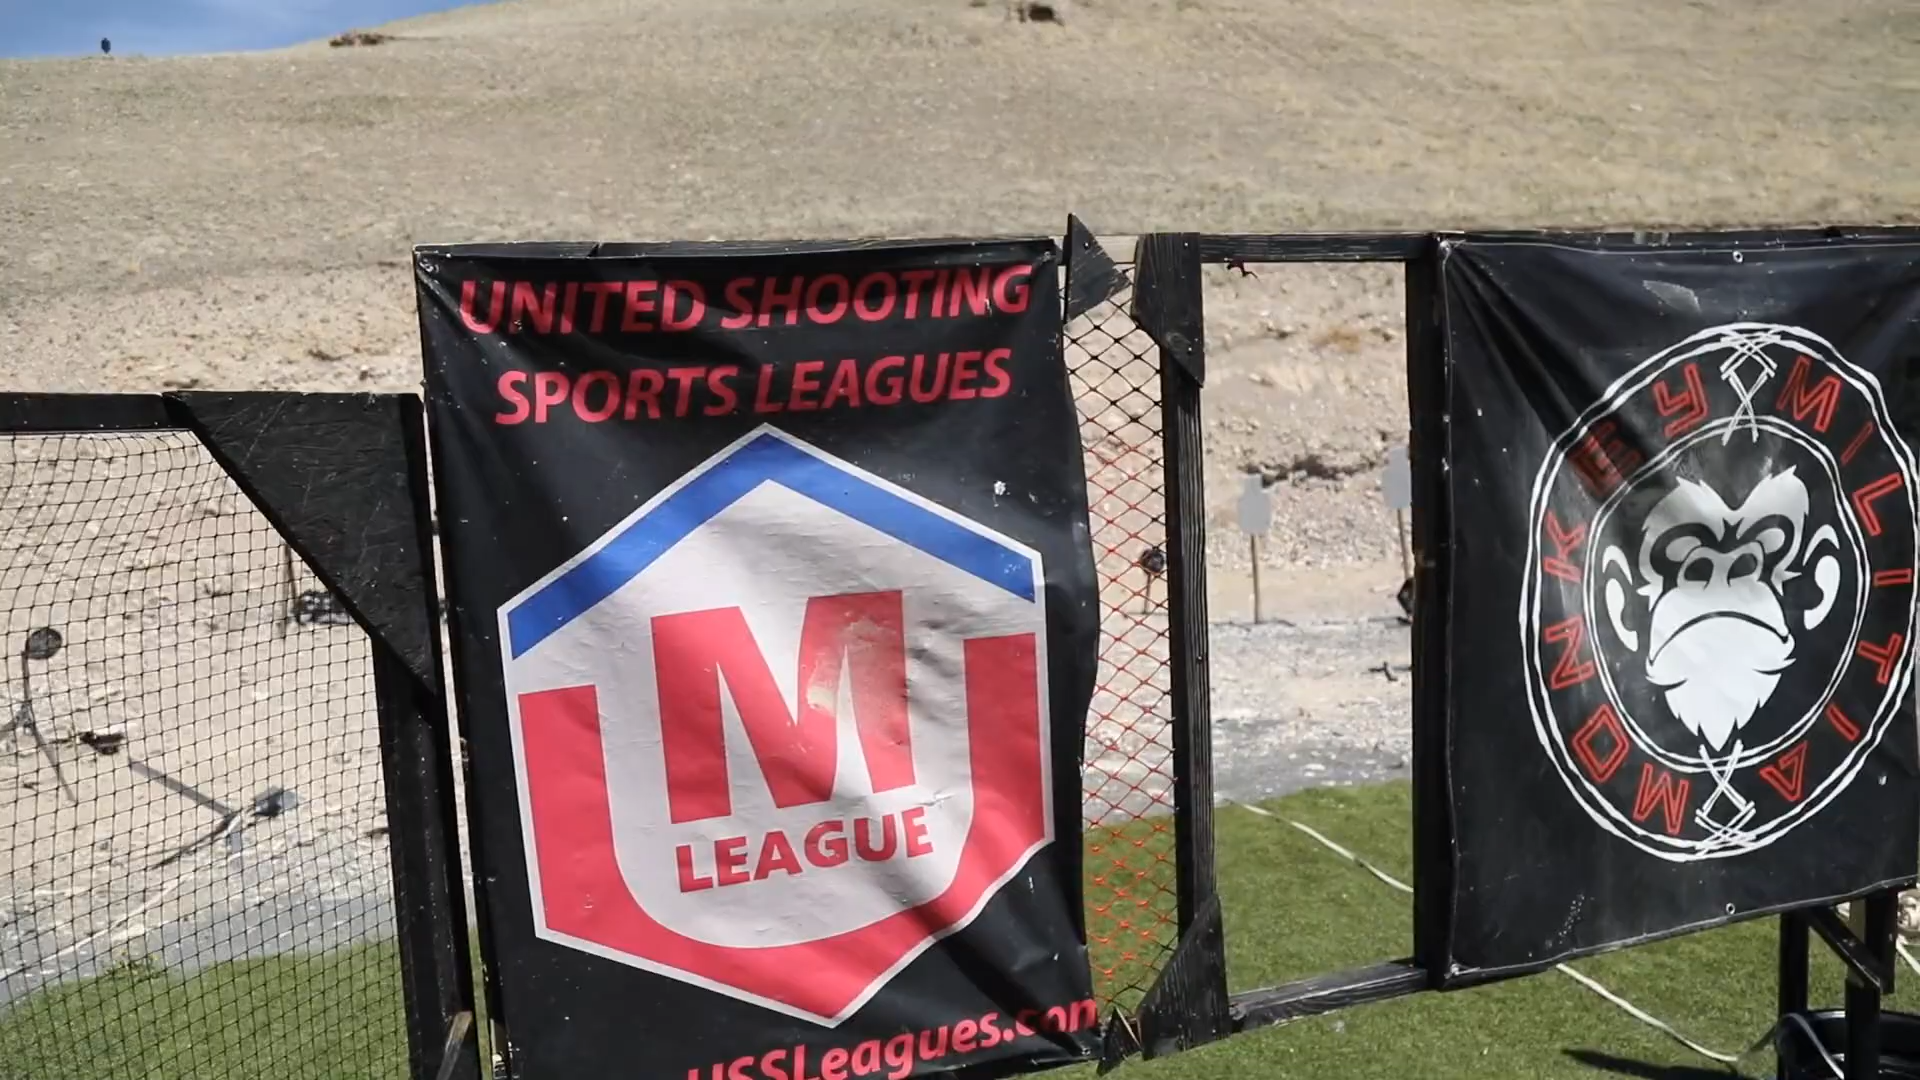 UNITED SHOOTING
SPORTS LEAGUES
M
LEAGUE
USSLeagues.com
MONKEY MILITIA